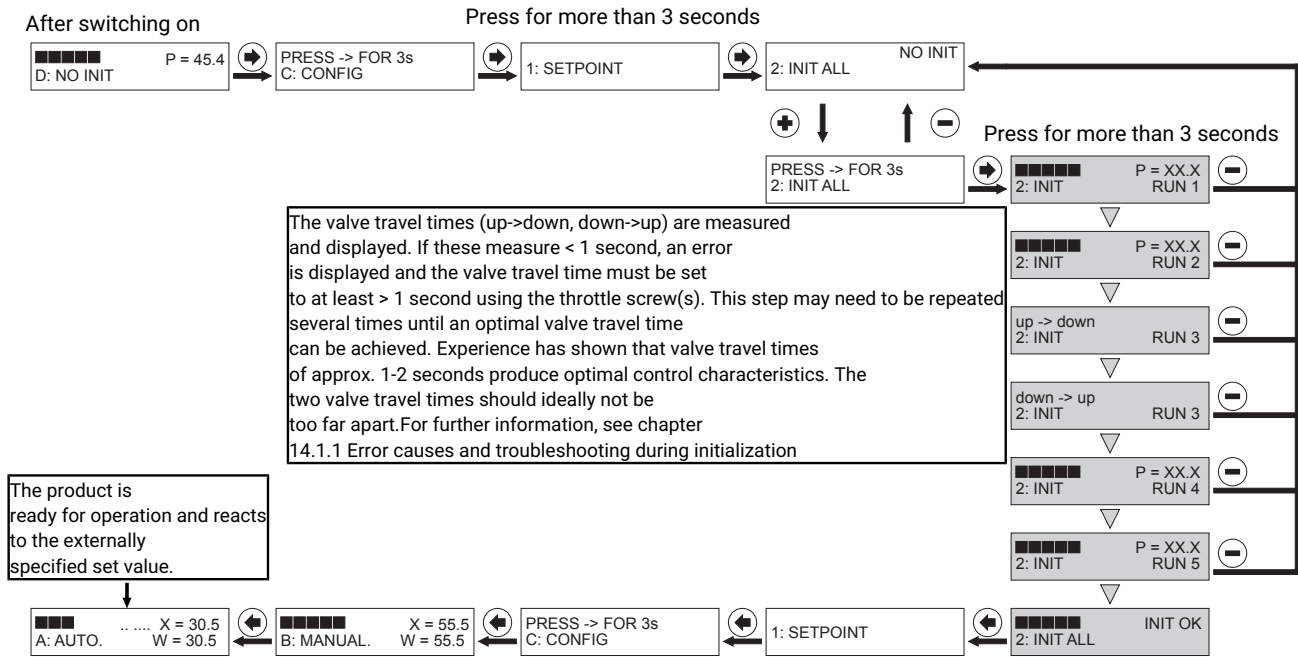 After switching on
Press for more than 3 seconds
P = 45.4
D: NO INIT
PRESS -> FOR 3s
C: CONFIG
1: SETPOINT
NO INIT
2: INIT ALL
Press for more than 3 seconds
PRESS -> FOR 3s
2: INIT ALL
P = XX.X
2: INIT RUN 1
P = XX.X
2: INIT RUN 2
up -> down
2: INIT RUN 3
down -> up
2: INIT RUN 3
P = XX.X
2: INIT RUN 4
P = XX.X
2: INIT RUN 5
The valve travel times (up->down, down->up) are measured
and displayed. If these measure < 1 second, an error
is displayed and the valve travel time must be set
to at least > 1 second using the throttle screw(s). This step may need to be repeated
several times until an optimal valve travel time
can be achieved. Experience has shown that valve travel times
of approx. 1-2 seconds produce optimal control characteristics. The
two valve travel times should ideally not be
too far apart.For further information, see chapter
14.1.1 Error causes and troubleshooting during initialization
The product is
ready for operation and reacts
to the externally
specified set value.
.. .... X = 30.5
A: AUTO. W = 30.5
X = 55.5
B: MANUAL. W = 55.5
PRESS -> FOR 3s
C: CONFIG
1: SETPOINT
INIT OK
2: INIT ALL